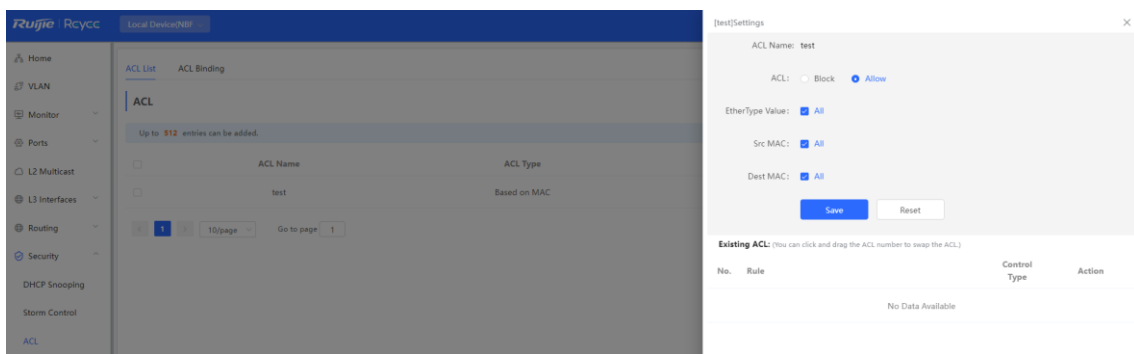 Ruijie | Rcycc
Local Device(NBF
Home
VLAN
Monitor
Ports
L2 Multicast
L3 Interfaces
Routing
Security
DHCP Snooping
Storm Control
ACL
ACL List ACL Binding
ACL
Up to 512 entries can be added.
ACL Name ACL Type
test Based on MAC
1 10/page Go to page 1
[test]Settings
ACL Name: test
ACL: Block Allow
EtherType Value: All
Src MAC: All
Dest MAC: All
Save Reset
Existing ACL: (You can click and drag the ACL number to swap the ACL.)
No. Rule Control Type Action
No Data Available